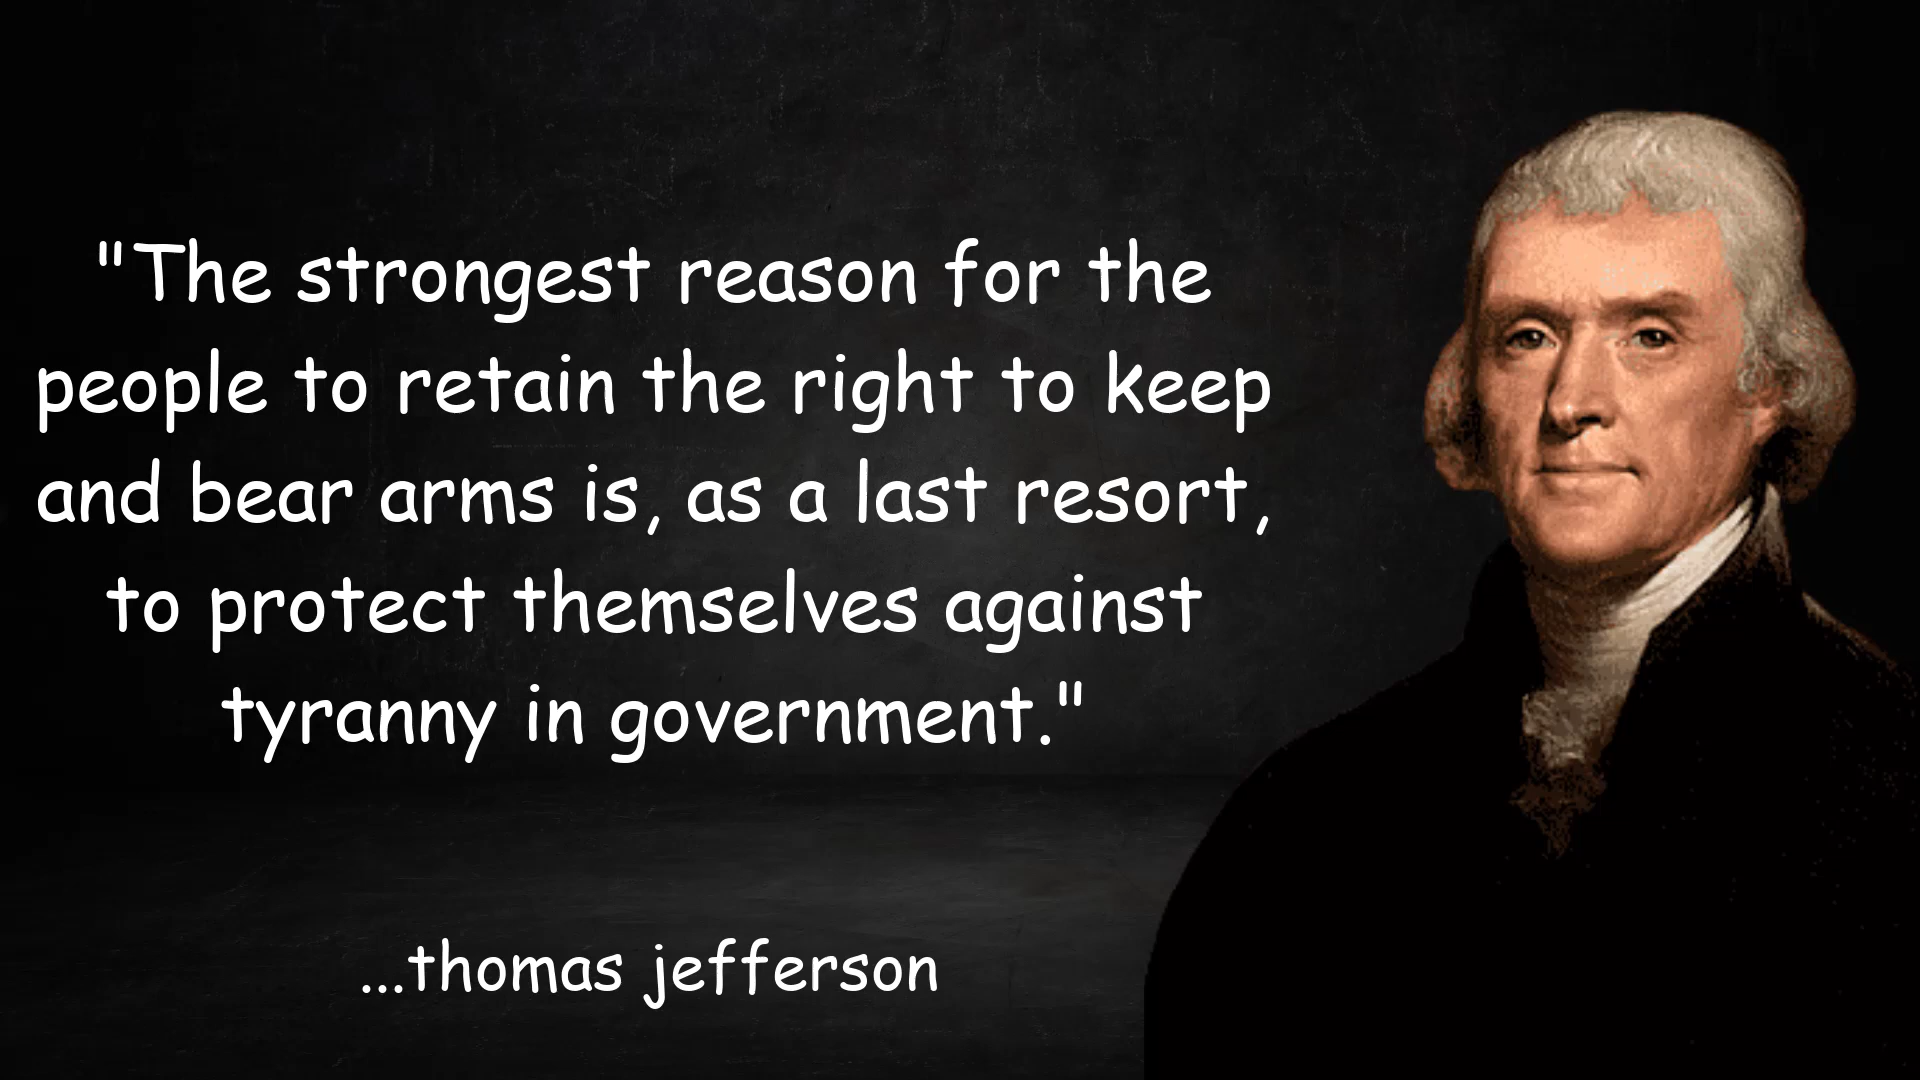 "The strongest reason for the
people to retain the right to keep
and bear arms is, as a last resort,
to protect themselves against
tyranny in government."
...thomas jefferson